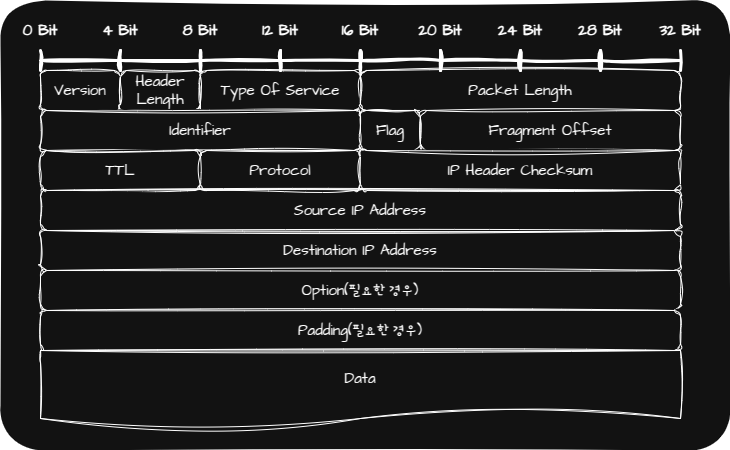 0 Bit 4 Bit 8 Bit 12 Bit 16 Bit 20 Bit 24 Bit 28 Bit 32 Bit
Version Header Length Type Of Service Packet Length
Identifier Flag Fragment Offset
TTL Protocol IP Header Checksum
Source IP Address
Destination IP Address
Option(필요한 경우)
Padding(필요한 경우)
Data